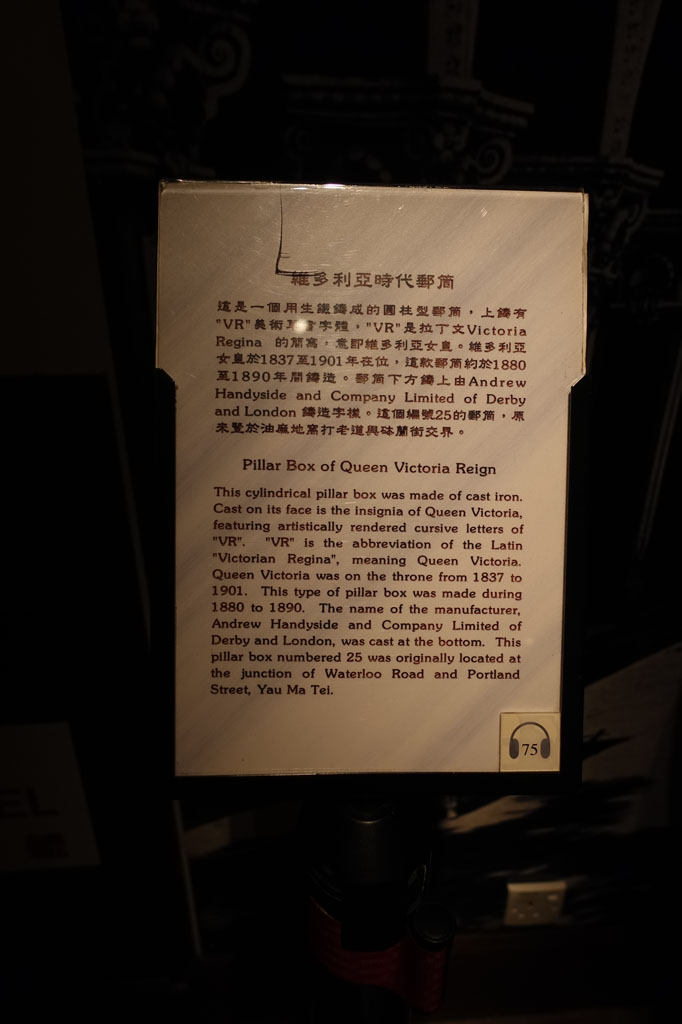 維多利亞時代郵筒
這是一個用生鐵鑄成的圓柱型郵筒，上鑄有
"VR"美術草書字體，"VR"是拉丁文Victoria
Regina 的簡寫，意即維多利亞女皇。維多利亞
女皇於1837至1901年在位，這款郵筒約於1880
至1890年間鑄造。郵筒下方鑄上由Andrew
Handyside and Company Limited of Derby
and London 鑄造字樣。這個編號25的郵筒，原
來豎於油麻地窩打老道與砵蘭街交界。
Pillar Box of Queen Victoria Reign
This cylindrical pillar box was made of cast iron.
Cast on its face is the insignia of Queen Victoria,
featuring artistically rendered cursive letters of
"VR". "VR" is the abbreviation of the Latin
"Victorian Regina", meaning Queen Victoria.
Queen Victoria was on the throne from 1837 to
1901. This type of pillar box was made during
1880 to 1890. The name of the manufacturer,
Andrew Handyside and Company Limited of
Derby and London, was cast at the bottom. This
pillar box numbered 25 was originally located at
the junction of Waterloo Road and Portland
Street, Yau Ma Tei.
75
EL